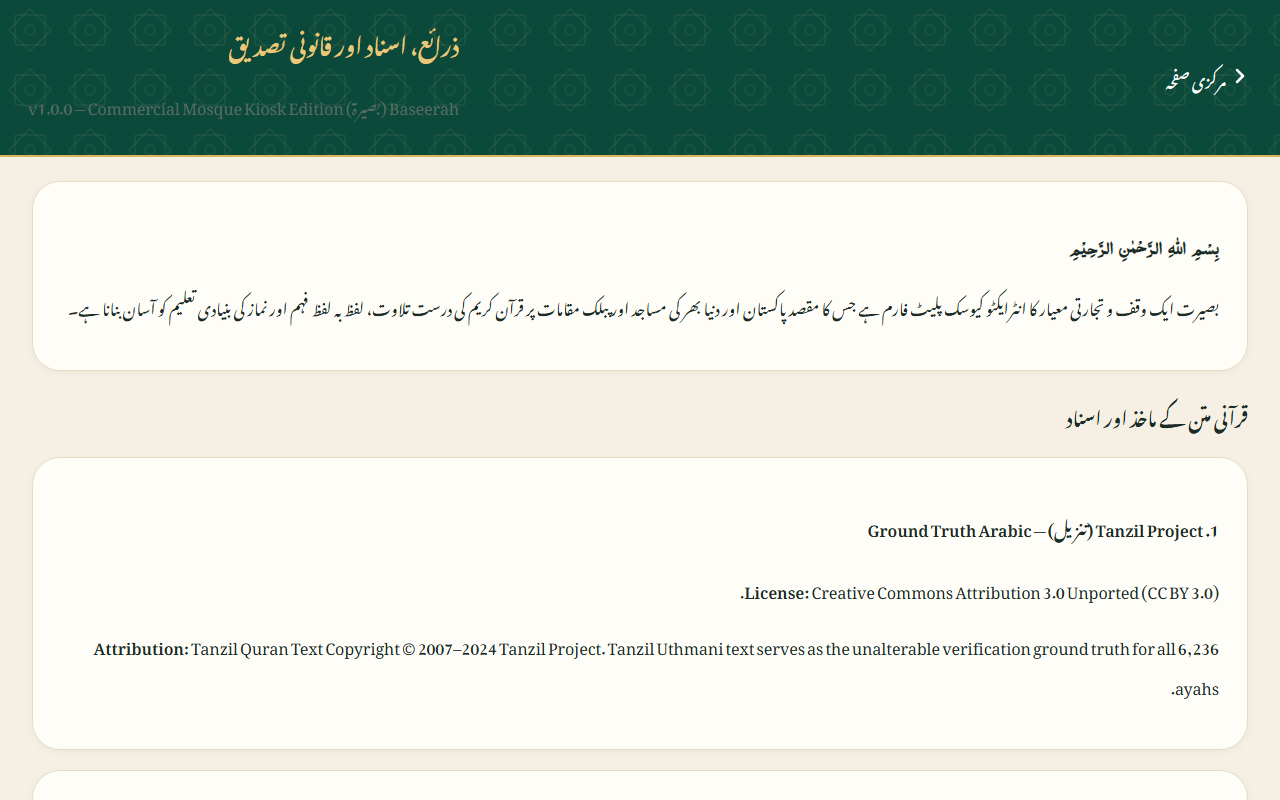 مرکزی صفحہ
ذرائع، اسناد اور قانونی تصدیق
Baseerah (بصيرة) v1.0.0 — Commercial Mosque Kiosk Edition
بِسْمِ اللهِ الرَّحْمٰنِ الرَّحِيْمِ
بصیرت ایک وقف و تجارتی معیار کا انٹرایکٹو کیوسک پلیٹ فارم ہے جس کا مقصد پاکستان اور دنیا بھر کی مساجد اور پبلک مقامات پر قرآن کریم کی درست تلاوت، لفظ بہ لفظ فہم اور نماز کی بنیادی تعلیم کو آسان بنانا ہے۔
قرآنی متن کے ماخذ اور اسناد
1. Tanzil Project (تنزیل) — Ground Truth Arabic
License: Creative Commons Attribution 3.0 Unported (CC BY 3.0).
Attribution: Tanzil Quran Text Copyright © 2007–2024 Tanzil Project. Tanzil Uthmani text serves as the unalterable verification ground truth for all 6,236
ayahs.